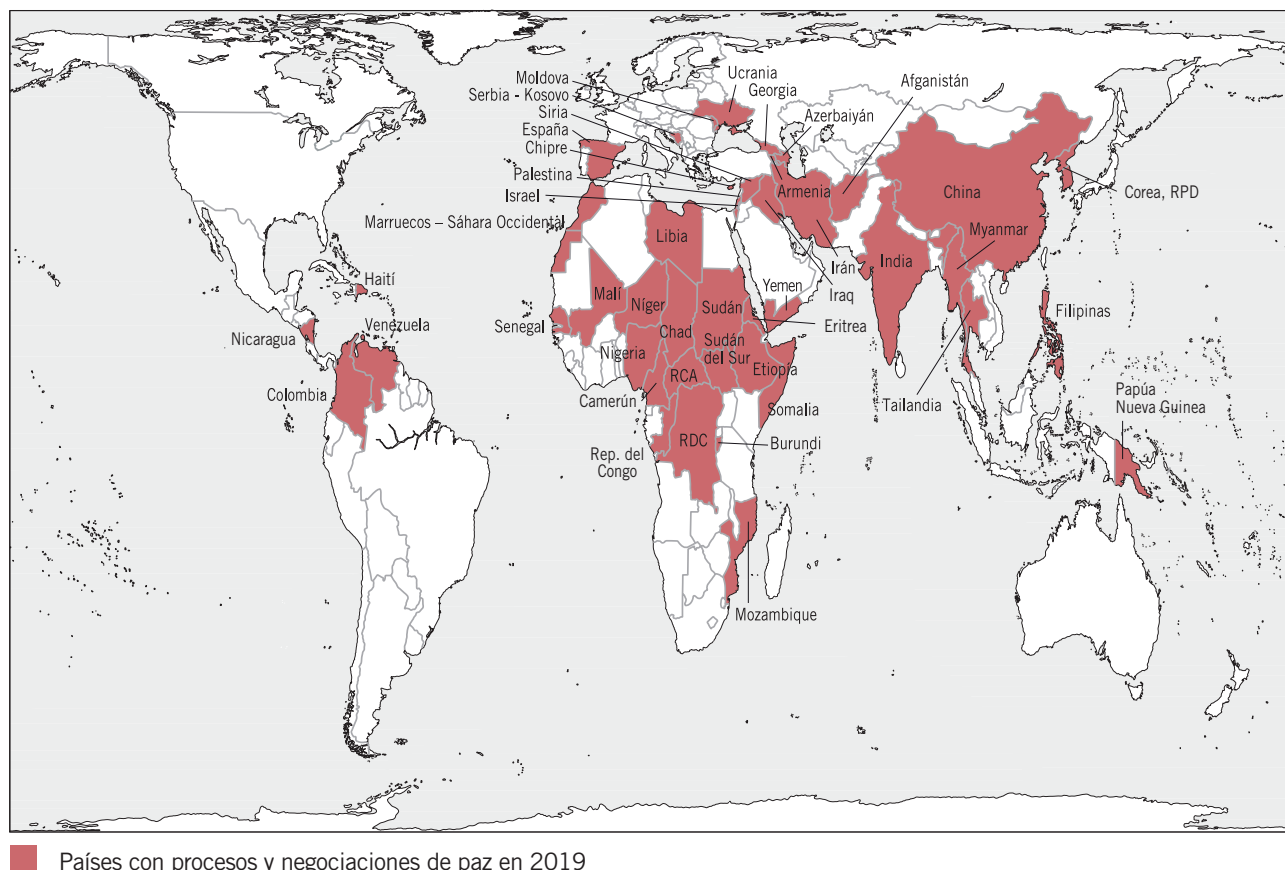 Moldova
Serbia - Kosovo
Siria
España
Chipre
Palestina
Israel
Marruecos – Sáhara Occidental
Ucrania
Georgia
Afganistán
Azerbaiyán
Armenia
China
Corea, RPD
Myanmar
Libia
Irán
India
Iraq
Haití
Malí
Níger
Sudán
Yemen
Eritrea
Filipinas
Nicaragua
Venezuela
Senegal
Chad
Nigeria
Sudán
del Sur
Etiopía
RCA
Colombia
Camerún
Somalia
Tailandia
Papúa
Nueva Guinea
RDC
Burundi
Rep. del
Congo
Mozambique
Países con procesos y negociaciones de paz en 2019